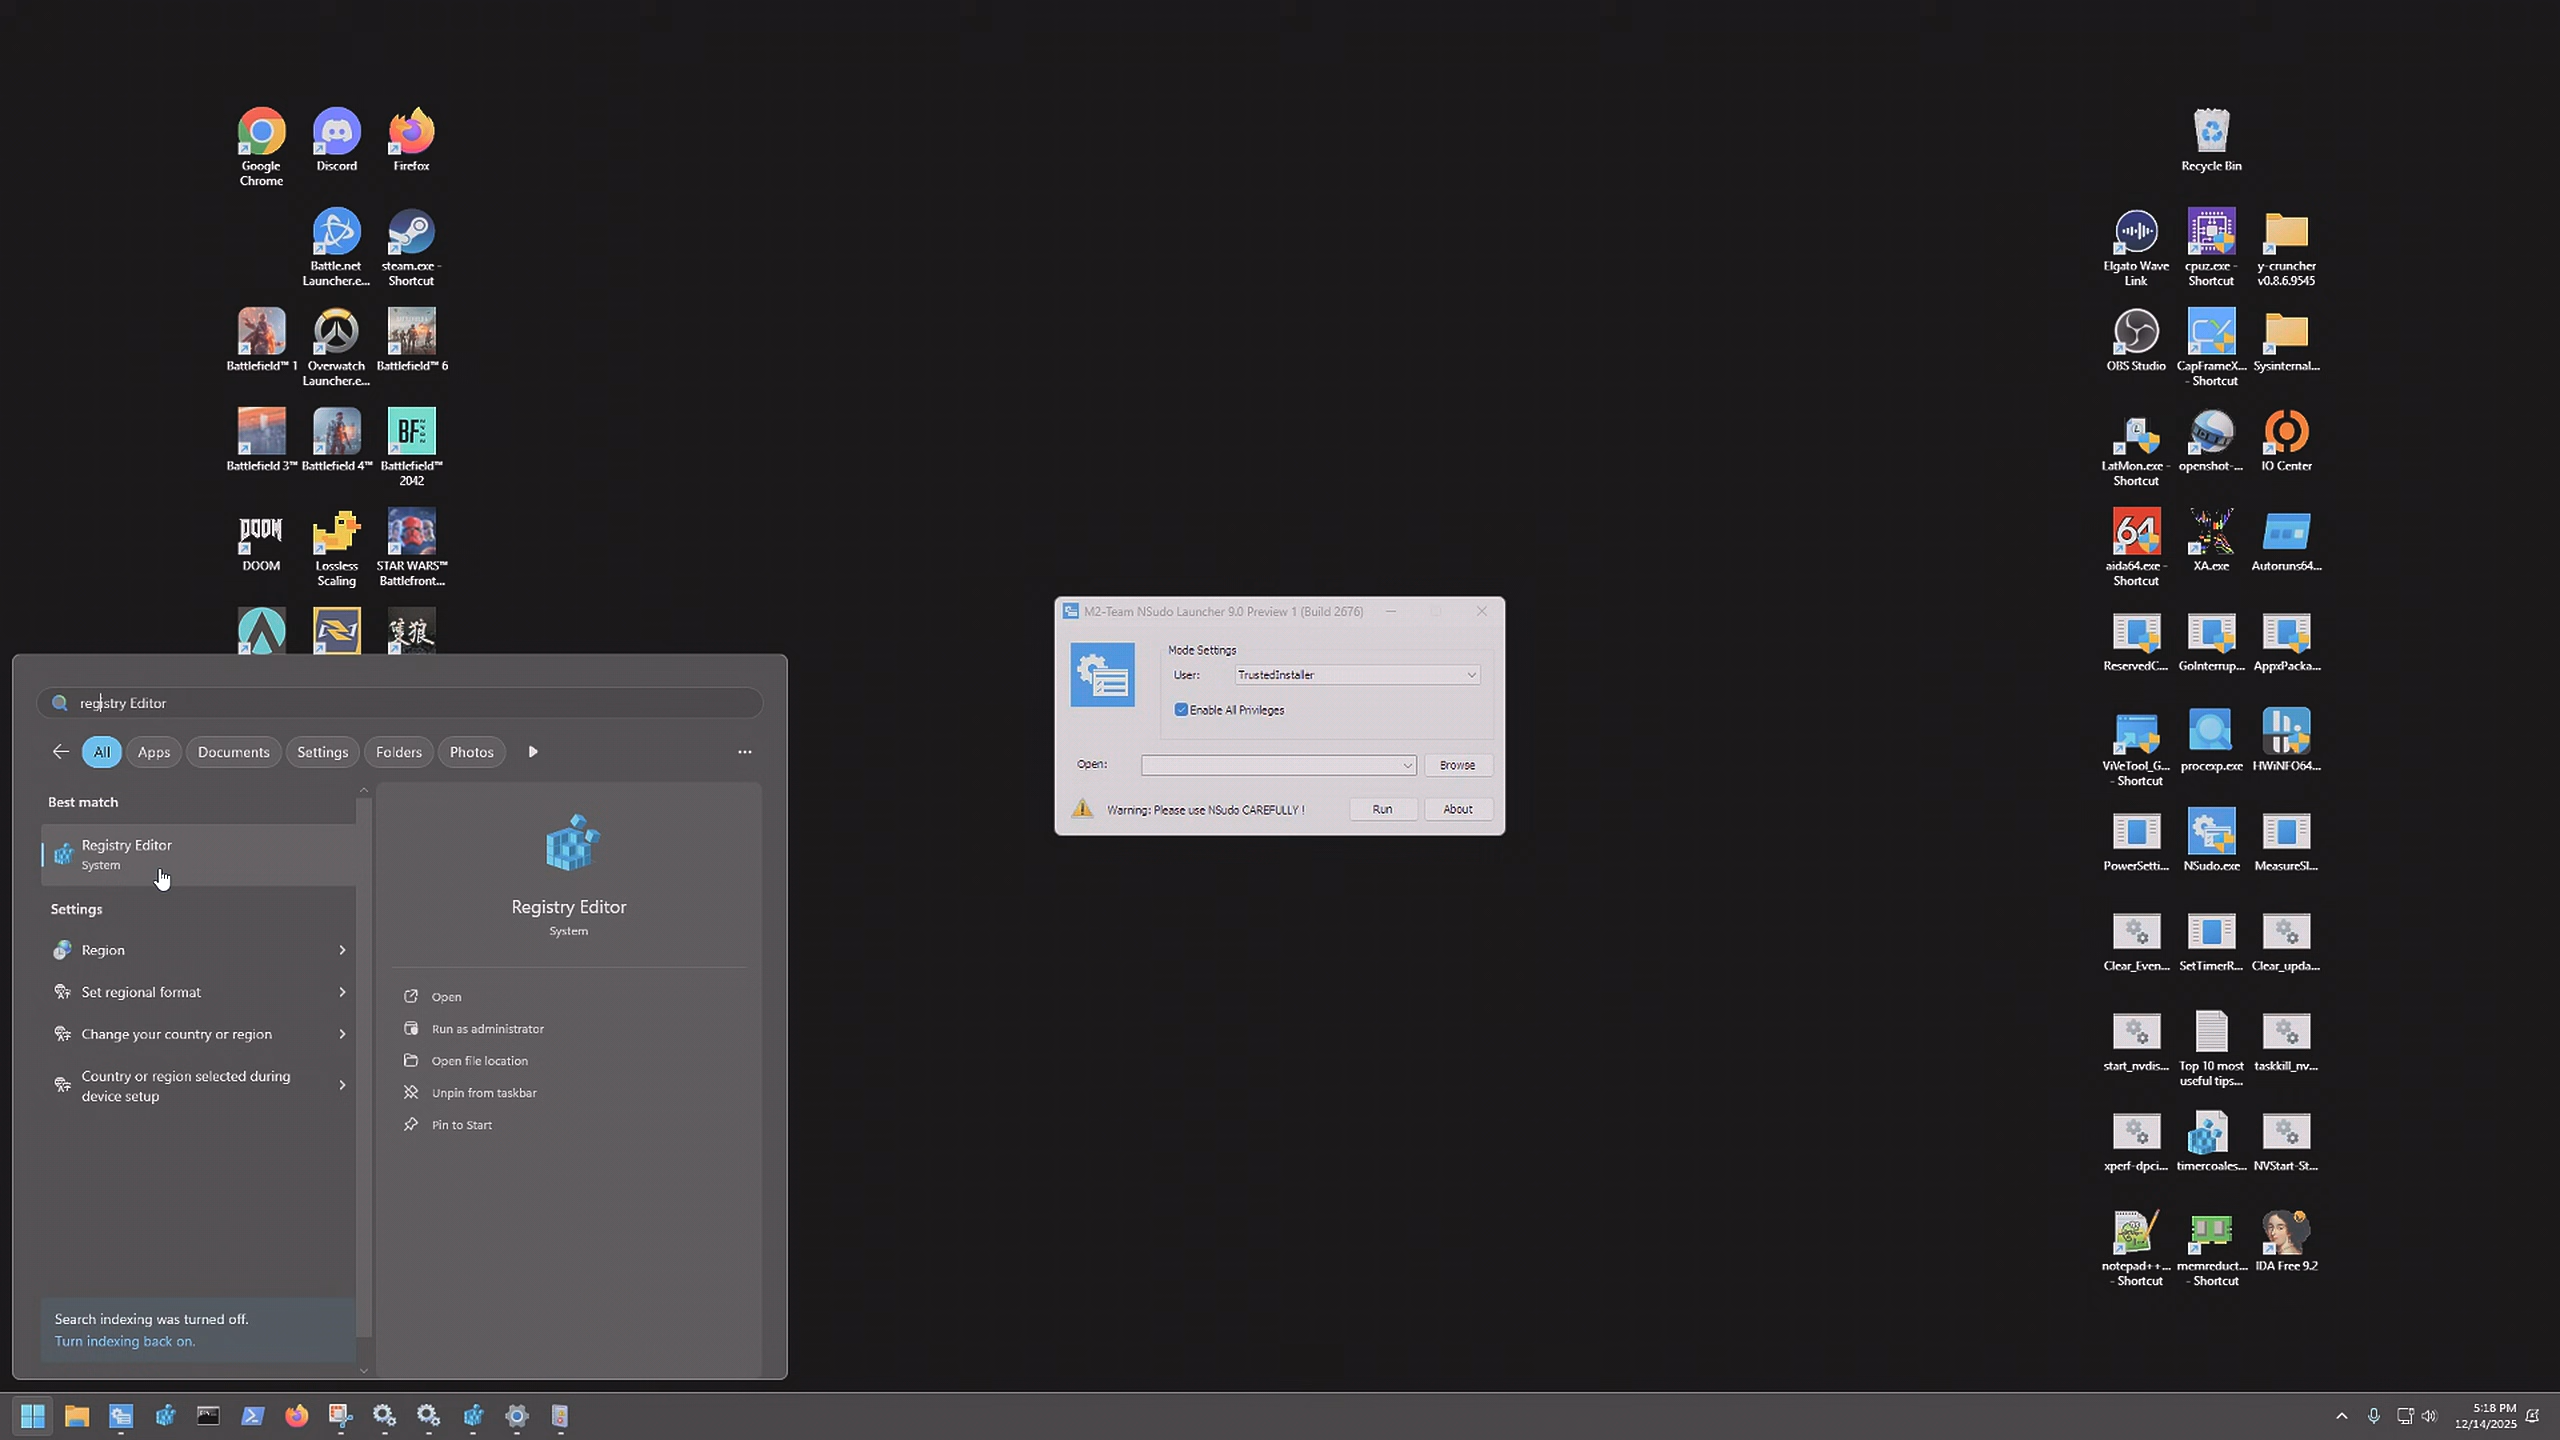 Google
Chrome
Discord
Firefox
Battle.net
Launcher.e...
steam.exe -
Shortcut
Battlefield™ 1
Overwatch
Launcher.e...
Battlefield™ 6
Battlefield 3™
Battlefield 4™
BF
Battlefield™
2042
DOOM
DOOM
Lossless
Scaling
STAR WARS™
Battlefront...
隻狼
registry Editor
All
Apps
Documents
Settings
Folders
Photos
Best match
Registry Editor
System
Settings
Region
Set regional format
Change your country or region
Country or region selected during
device setup
Search indexing was turned off.
Turn indexing back on.
Registry Editor
System
Open
Run as administrator
Open file location
Unpin from taskbar
Pin to Start
M2-Team NSudo Launcher 9.0 Preview 1 (Build 2676)
Mode Settings
User:
TrustedInstaller
Enable All Privileges
Open:
Browse
Warning: Please use NSudo CAREFULLY !
Run
About
Recycle Bin
Elgato Wave
Link
cpuz.exe -
Shortcut
y-cruncher
v0.8.6.9545
OBS Studio
CX
CapFrameX...
- Shortcut
Sysinternal...
LatMon.exe -
Shortcut
openshot-...
IO Center
64
aida64.exe -
Shortcut
XA.exe
Autoruns64...
ReservedC...
GoInterrup...
AppxPacka...
ViVeTool_G...
- Shortcut
procexp.exe
HWiNFO64...
PowerSetti...
NSudo.exe
MeasureSl...
Clear_Even...
SetTimerR...
Clear_upda...
start_nvdis...
Top 10 most
useful tips...
taskkill_nv...
xperf-dpci...
timercoales...
NVStart-St...
notepad++...
- Shortcut
memreduct...
- Shortcut
IDA Free 9.2
5:18 PM
12/14/2025